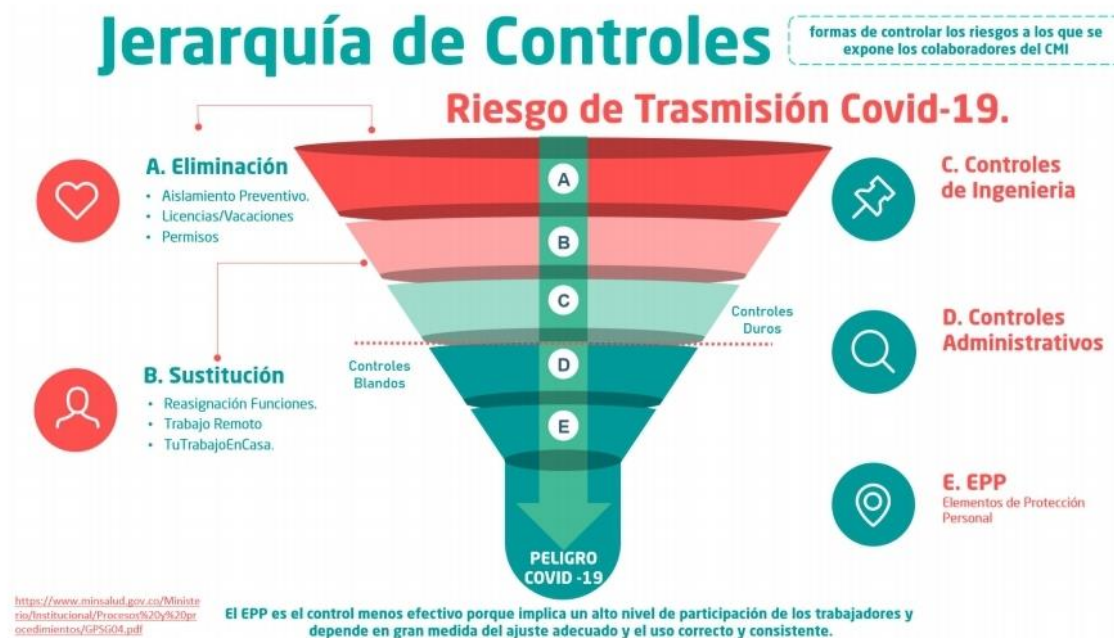 Jerarquía de Controles
formas de controlar los riesgos a los que se
expone los colaboradores del CMI
Riesgo de Trasmisión Covid-19.
A. Eliminación
• Aislamiento Preventivo.
• Licencias/Vacaciones
• Permisos
B. Sustitución
• Reasignación Funciones.
• Trabajo Remoto
• TuTrabajoEnCasa.
A
B
C
D
E
Controles
Duros
Controles
Blandos
PELIGRO
COVID -19
C. Controles
de Ingenieria
D. Controles
Administrativos
E. EPP
Elementos de Protección
Personal
https://www.minsalud.gov.co/Ministe
rio/Institucional/Procesos%20y%20pr
ocedimientos/GPSG04.pdf
El EPP es el control menos efectivo porque implica un alto nivel de participación de los trabajadores y
depende en gran medida del ajuste adecuado y el uso correcto y consistente.